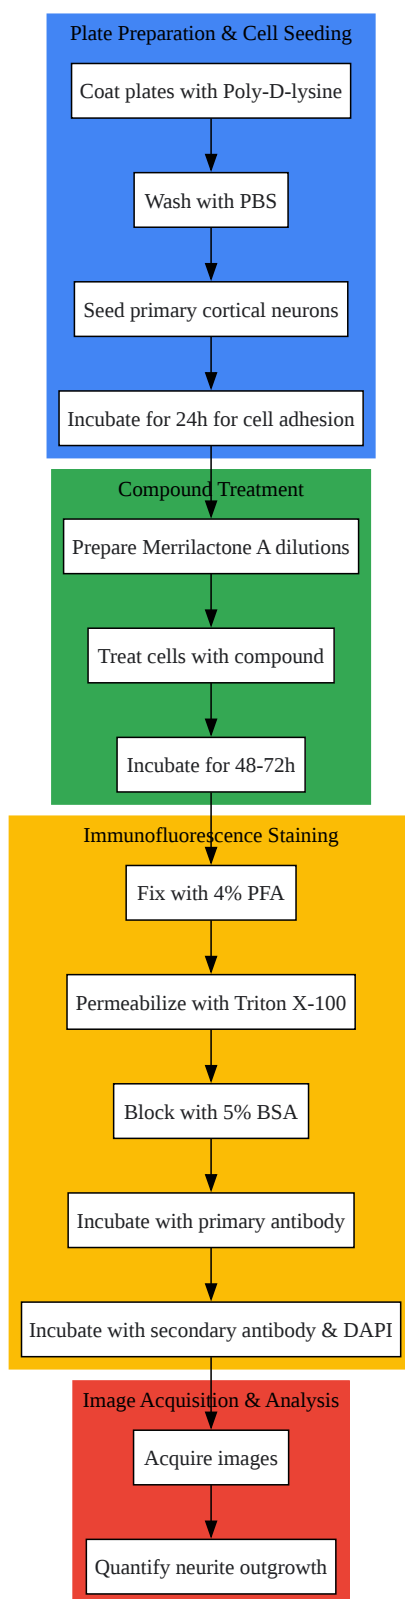 Plate Preparation & Cell Seeding
Coat plates with Poly-D-lysine
Wash with PBS
Seed primary cortical neurons
Incubate for 24h for cell adhesion
Compound Treatment
Prepare Merrilactone A dilutions
Treat cells with compound
Incubate for 48-72h
Immunofluorescence Staining
Fix with 4% PFA
Permeabilize with Triton X-100
Block with 5% BSA
Incubate with primary antibody
Incubate with secondary antibody & DAPI
Image Acquisition & Analysis
Acquire images
Quantify neurite outgrowth